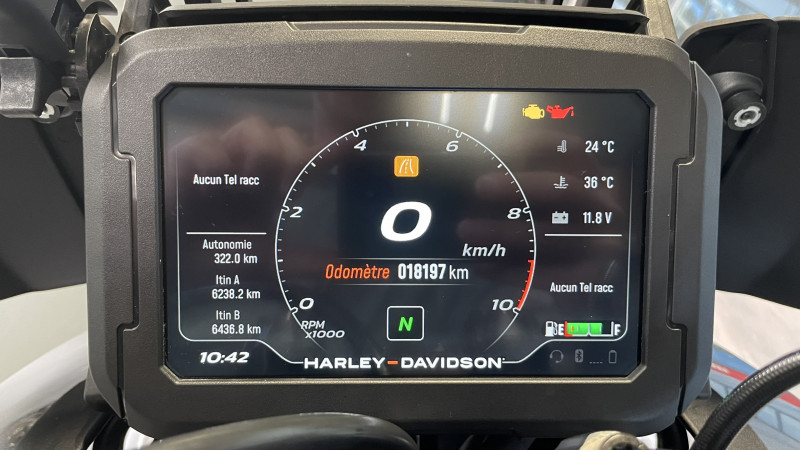 24 °C
36 °C
11.8 V
Aucun Tel racc
Autonomie
322.0 km
Itin A
6238.2 km
Itin B
6436.8 km
10:42
0
2
4
6
8
10
RPM
x1000
0
km/h
Odomètre 018197 km
N
Aucun Tel racc
E F
HARLEY-DAVIDSON